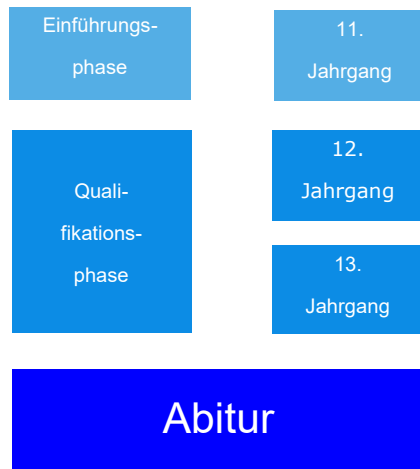 Einführungs-
phase
11.
Jahrgang
Quali-
fikations-
phase
12.
Jahrgang
13.
Jahrgang
Abitur